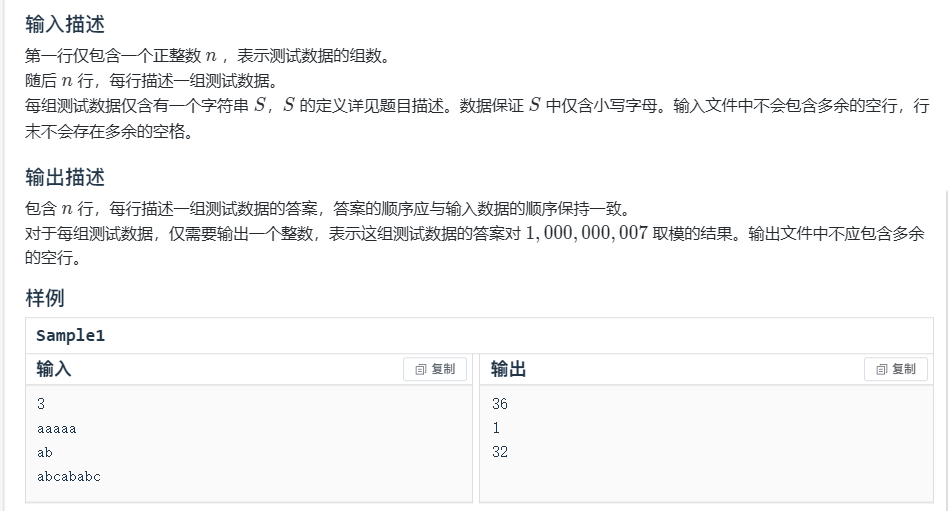 输入描述
第一行仅包含一个正整数 n ，表示测试数据的组数。
随后 n 行，每行描述一组测试数据。
每组测试数据仅含有一个字符串 S，S 的定义详见题目描述。数据保证 S 中仅含小写字母。输入文件中不会包含多余的空行，行
末不会存在多余的空格。
输出描述
包含 n 行，每行描述一组测试数据的答案，答案的顺序应与输入数据的顺序保持一致。
对于每组测试数据，仅需要输出一个整数，表示这组测试数据的答案对 1,000,000,007 取模的结果。输出文件中不应包含多余
的空行。
样例
Sample1
输入
复制
3
aaaaa
ab
abcababc
输出
复制
36
1
32